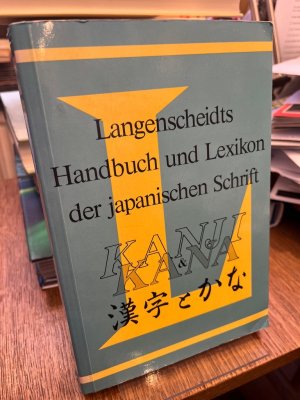 Langenscheidts
Handbuch und Lexikon
der japanischen Schrift
KANJI
& KANA
漢字とかな